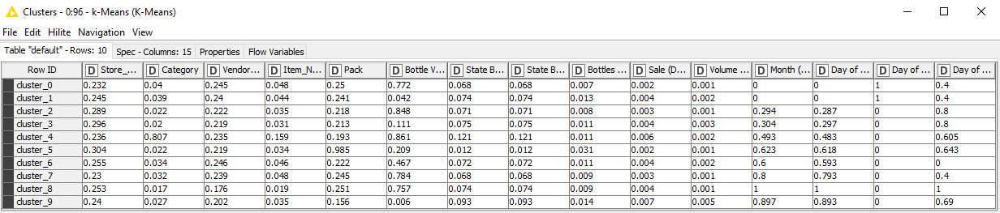 Clusters - 0:96 - k-Means (K-Means)
File Edit Hilite Navigation View
Table "default" - Rows: 10 Spec - Columns: 15 Properties Flow Variables
Row ID D Store_... D Category D Vendor... D Item_N... D Pack D Bottle V... D State B... D State B... D Bottles ... D Sale (D... D Volume ... D Month (... D Day of ... D Day of ... D Day of ...
cluster_0 0.232 0.04 0.245 0.048 0.25 0.772 0.068 0.068 0.007 0.002 0.001 0 0 1 0.4
cluster_1 0.245 0.039 0.24 0.044 0.241 0.042 0.074 0.074 0.013 0.004 0.002 0 0 1 0.4
cluster_2 0.289 0.022 0.222 0.035 0.218 0.848 0.071 0.071 0.008 0.003 0.001 0.294 0.287 0 0.8
cluster_3 0.296 0.02 0.219 0.031 0.213 0.111 0.075 0.075 0.011 0.004 0.003 0.304 0.297 0 0.8
cluster_4 0.236 0.807 0.235 0.159 0.193 0.861 0.121 0.121 0.011 0.006 0.002 0.493 0.483 0 0.605
cluster_5 0.304 0.022 0.219 0.034 0.985 0.209 0.012 0.012 0.031 0.002 0.001 0.623 0.618 0 0.643
cluster_6 0.255 0.034 0.246 0.046 0.222 0.467 0.072 0.072 0.011 0.004 0.002 0.6 0.593 0 0
cluster_7 0.23 0.032 0.239 0.048 0.245 0.784 0.068 0.068 0.009 0.003 0.001 0.8 0.793 0 0.4
cluster_8 0.253 0.017 0.176 0.019 0.251 0.757 0.074 0.074 0.009 0.004 0.001 1 1 0 1
cluster_9 0.24 0.027 0.202 0.035 0.156 0.006 0.093 0.093 0.014 0.007 0.005 0.897 0.893 0 0.69